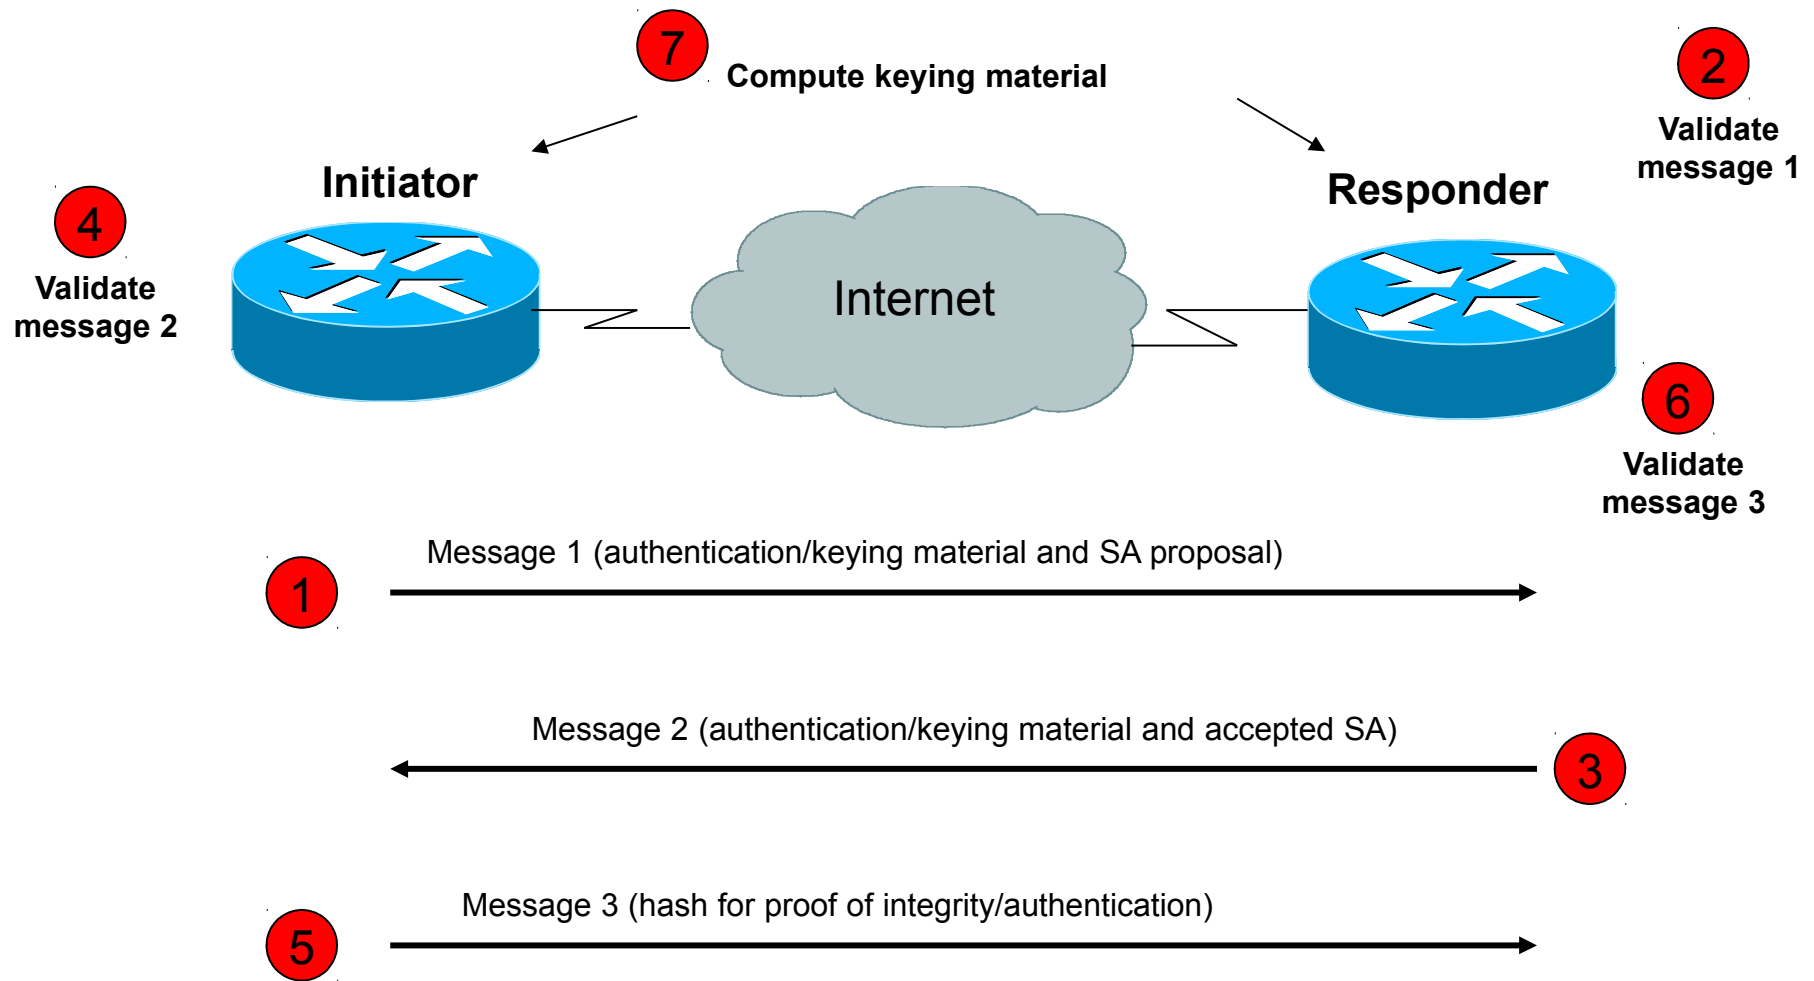 7
Compute keying material
2
Validate
message 1
Initiator
Responder
4
Validate
message 2
Internet
6
Validate
message 3
Message 1 (authentication/keying material and SA proposal)
1
Message 2 (authentication/keying material and accepted SA)
3
Message 3 (hash for proof of integrity/authentication)
5